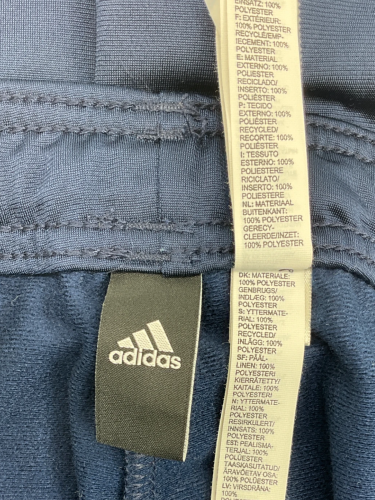 EINSATZ: 100%
POLYESTER
F: EXTÉRIEUR:
100% POLYESTER
RECYCLÉ/EMP-
IECEMENT: 100%
POLYESTER
E: MATERIAL
EXTERNO: 100%
POLIÉSTER
RECICLADO/
INSERTO: 100%
POLIÉSTER
P: TECIDO
EXTERNO: 100%
POLIÉSTER
RECYCLED/
RECORTE: 100%
POLIÉSTER
I: TESSUTO
ESTERNO: 100%
POLIESTERE
RICICLATO/
INSERTO: 100%
POLIESTERE
NL: MATERIAAL
BUITENKANT:
100% POLYESTER
GERECY-
CLEERDE/INZET:
100% POLYESTER
DK: MATERIALE:
100% POLYESTER
GENBRUGS/
INDLÆG: 100%
POLYESTER
S: YTTERMATE-
RIAL: 100%
POLYESTER
RECYCLAD/
INLÄGG: 100%
POLYESTER
SF: PÄÄL-
LINEN: 100%
POLYESTERI/
KIERRÄTETTY/
KAITALE: 100%
POLYESTERI
N: YTTERMATE-
RIAL: 100%
POLYESTER
RESIRKULERT/
INNSATS: 100%
POLYESTER
EST: PEALISMA-
TERJAL: 100%
POLÜESTER
TAASKASUTATUD/
ÄRAVÕETAV OSA:
100% POLÜESTER
LV: VIRSDRĀNA:
100%
adidas